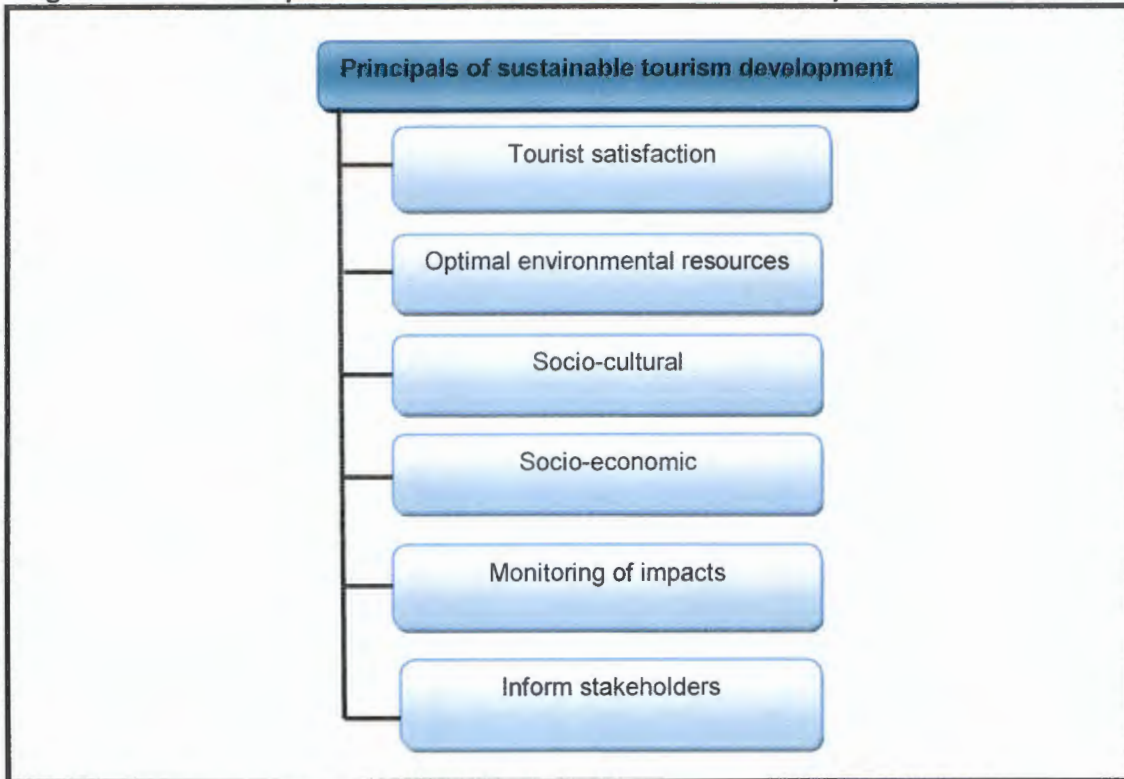 Principals of sustainable tourism development
Tourist satisfaction
Optimal environmental resources
Socio-cultural
Socio-economic
Monitoring of impacts
Inform stakeholders